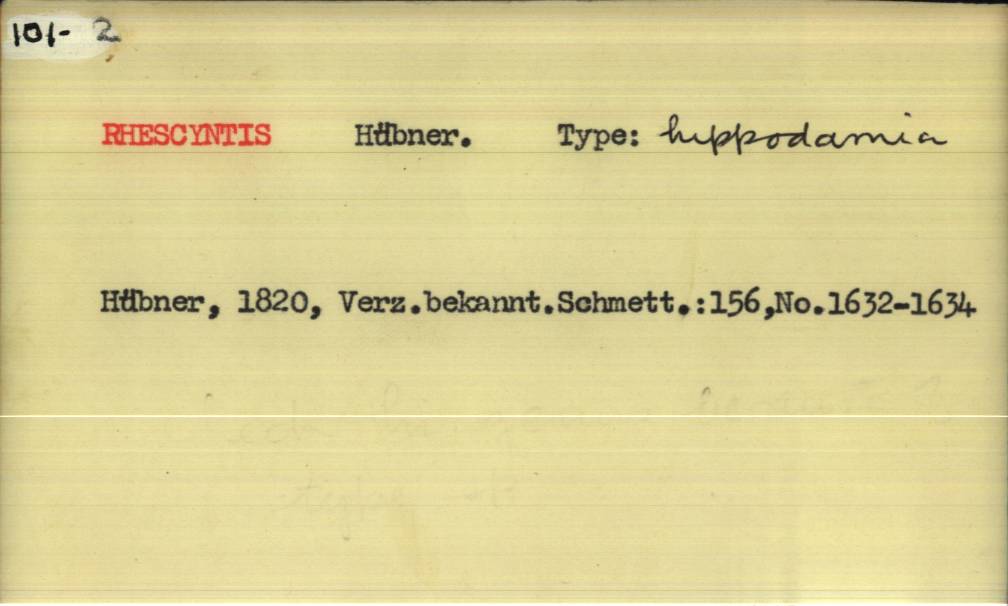 101- 2
RHESCYNTIS Hübner. Type: hippodamia
Hübner, 1820, Verz.bekannt.Schmett.:156,No.1632-1634